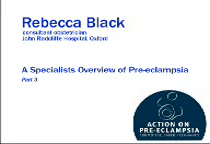 Rebecca Black
consultant obstetrician
John Radcliffe Hospital, Oxford
A Specialists Overview of Pre-eclampsia
Part 3
ACTION ON
PRE-ECLAMPSIA